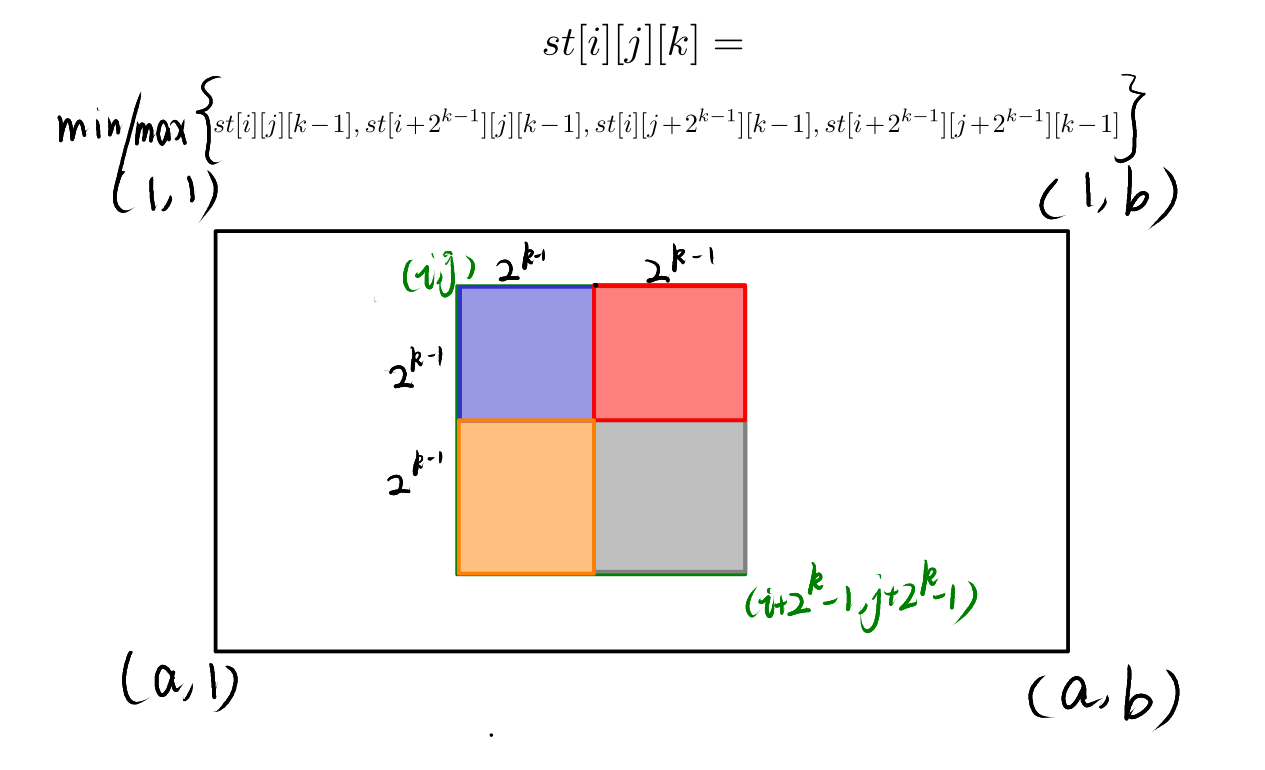 st[i][j][k] =
min/max { st[i][j][k−1], st[i+2^{k−1}][j][k−1], st[i][j+2^{k−1}][k−1], st[i+2^{k−1}][j+2^{k−1}][k−1] }
(1,1) (1,b)
(i,j) 2^{k-1} 2^{k-1}
2^{k-1}
2^{k-1}
(i+2^k-1,j+2^k-1)
(a,1) (a,b)